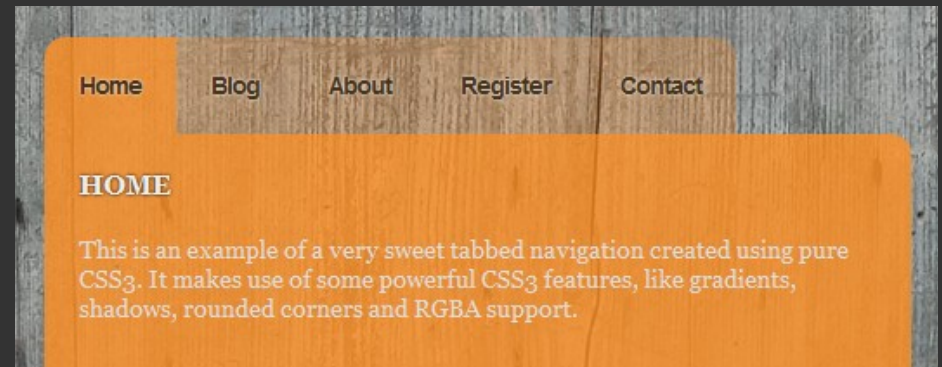 Home Blog About Register Contact
HOME
This is an example of a very sweet tabbed navigation created using pure
CSS3. It makes use of some powerful CSS3 features, like gradients,
shadows, rounded corners and RGBA support.